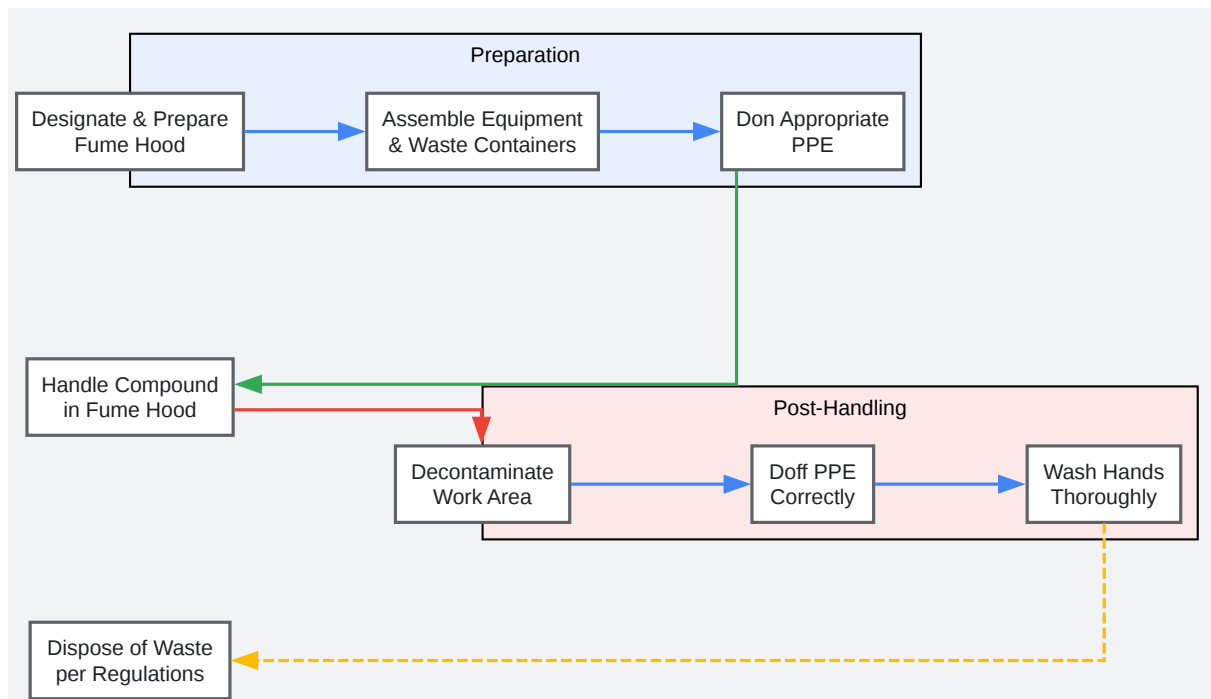 Preparation
Designate & Prepare
Fume Hood
Assemble Equipment
& Waste Containers
Don Appropriate
PPE
Handle Compound
in Fume Hood
Post-Handling
Decontaminate
Work Area
Doff PPE
Correctly
Wash Hands
Thoroughly
Dispose of Waste
per Regulations